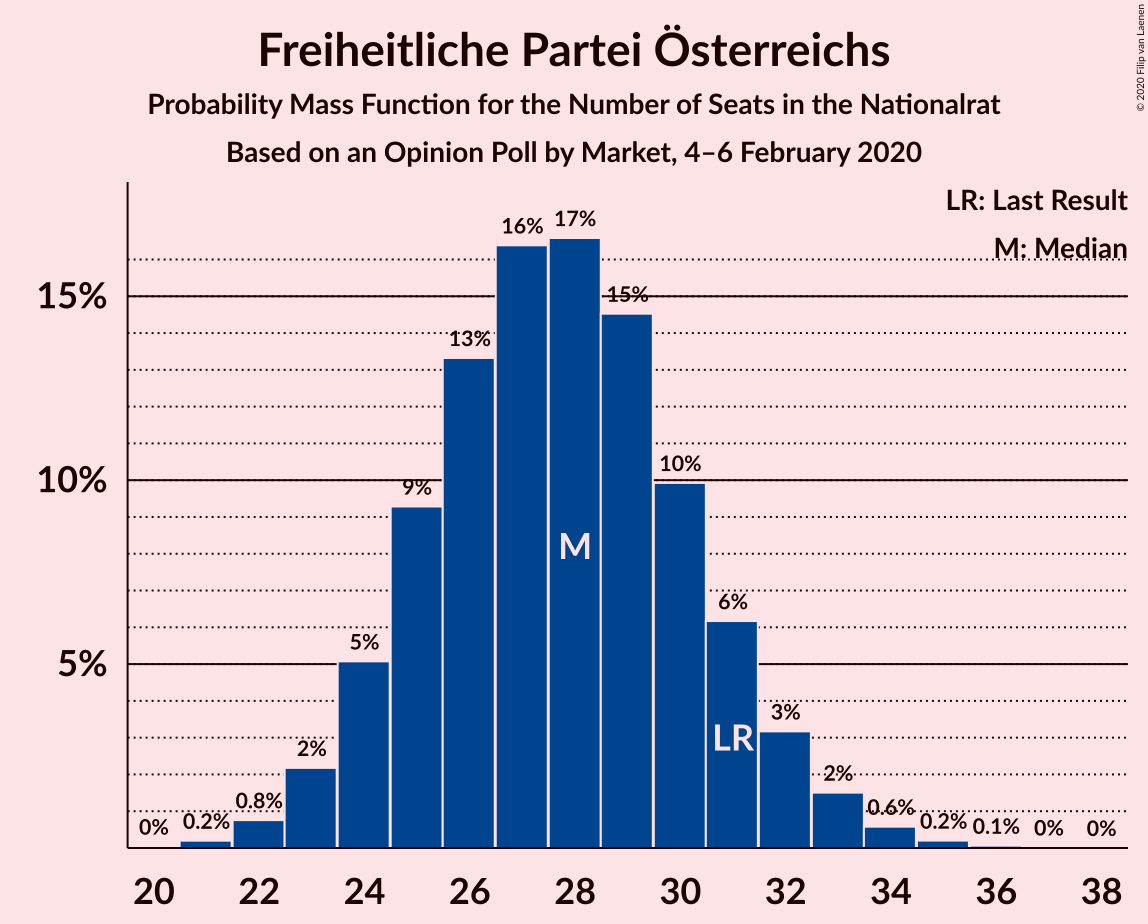 © 2020 Filip van Laenen
Freiheitliche Partei Österreichs
Probability Mass Function for the Number of Seats in the Nationalrat
Based on an Opinion Poll by Market, 4–6 February 2020
LR: Last Result
M: Median
15%
10%
5%
0%
0.2%
0.8%
2%
5%
9%
13%
16%
17%
15%
10%
6%
3%
2%
0.6%
0.2%
0.1%
0%
0%
M
LR
20 22 24 26 28 30 32 34 36 38